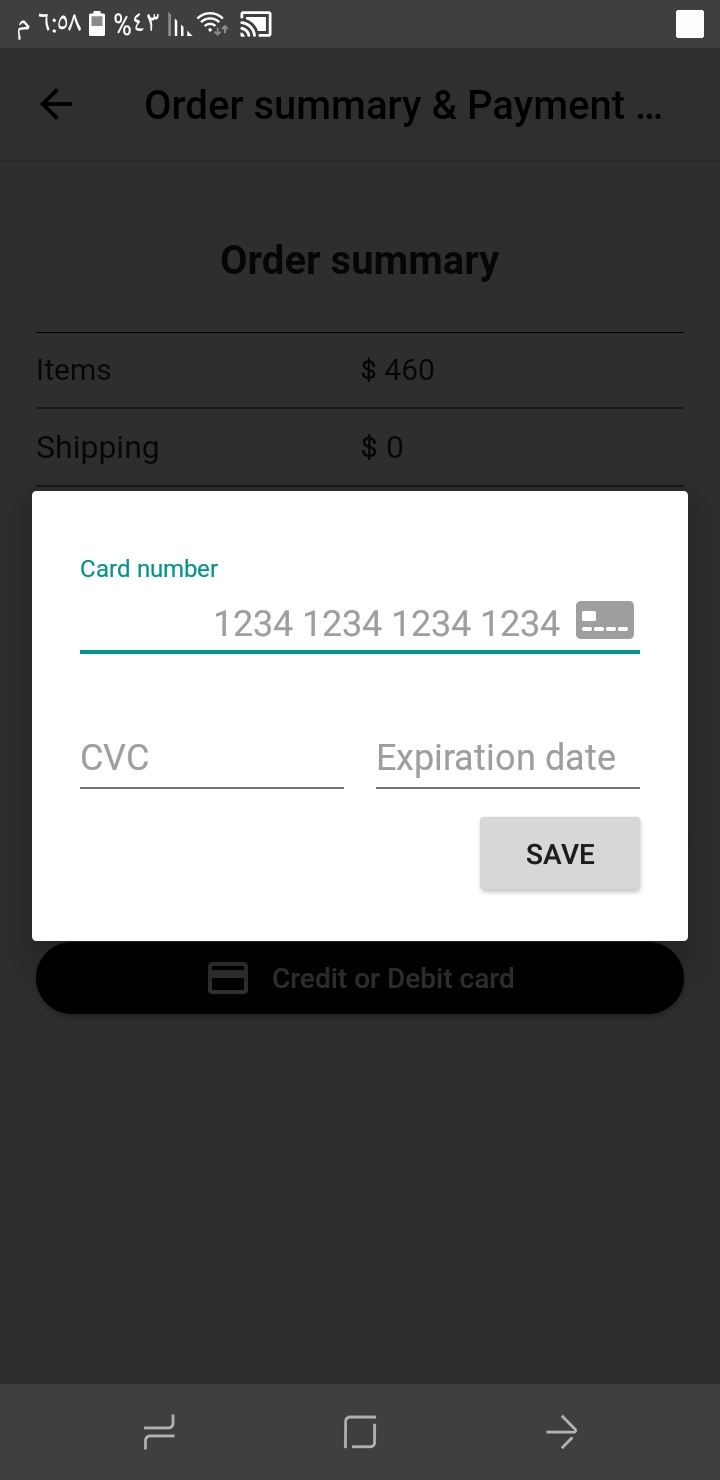 ٦:٥٨ م ٤٣%
Order summary & Payment ...
Order summary
Items $ 460
Shipping $ 0
Card number
1234 1234 1234 1234
CVC Expiration date
SAVE
Credit or Debit card